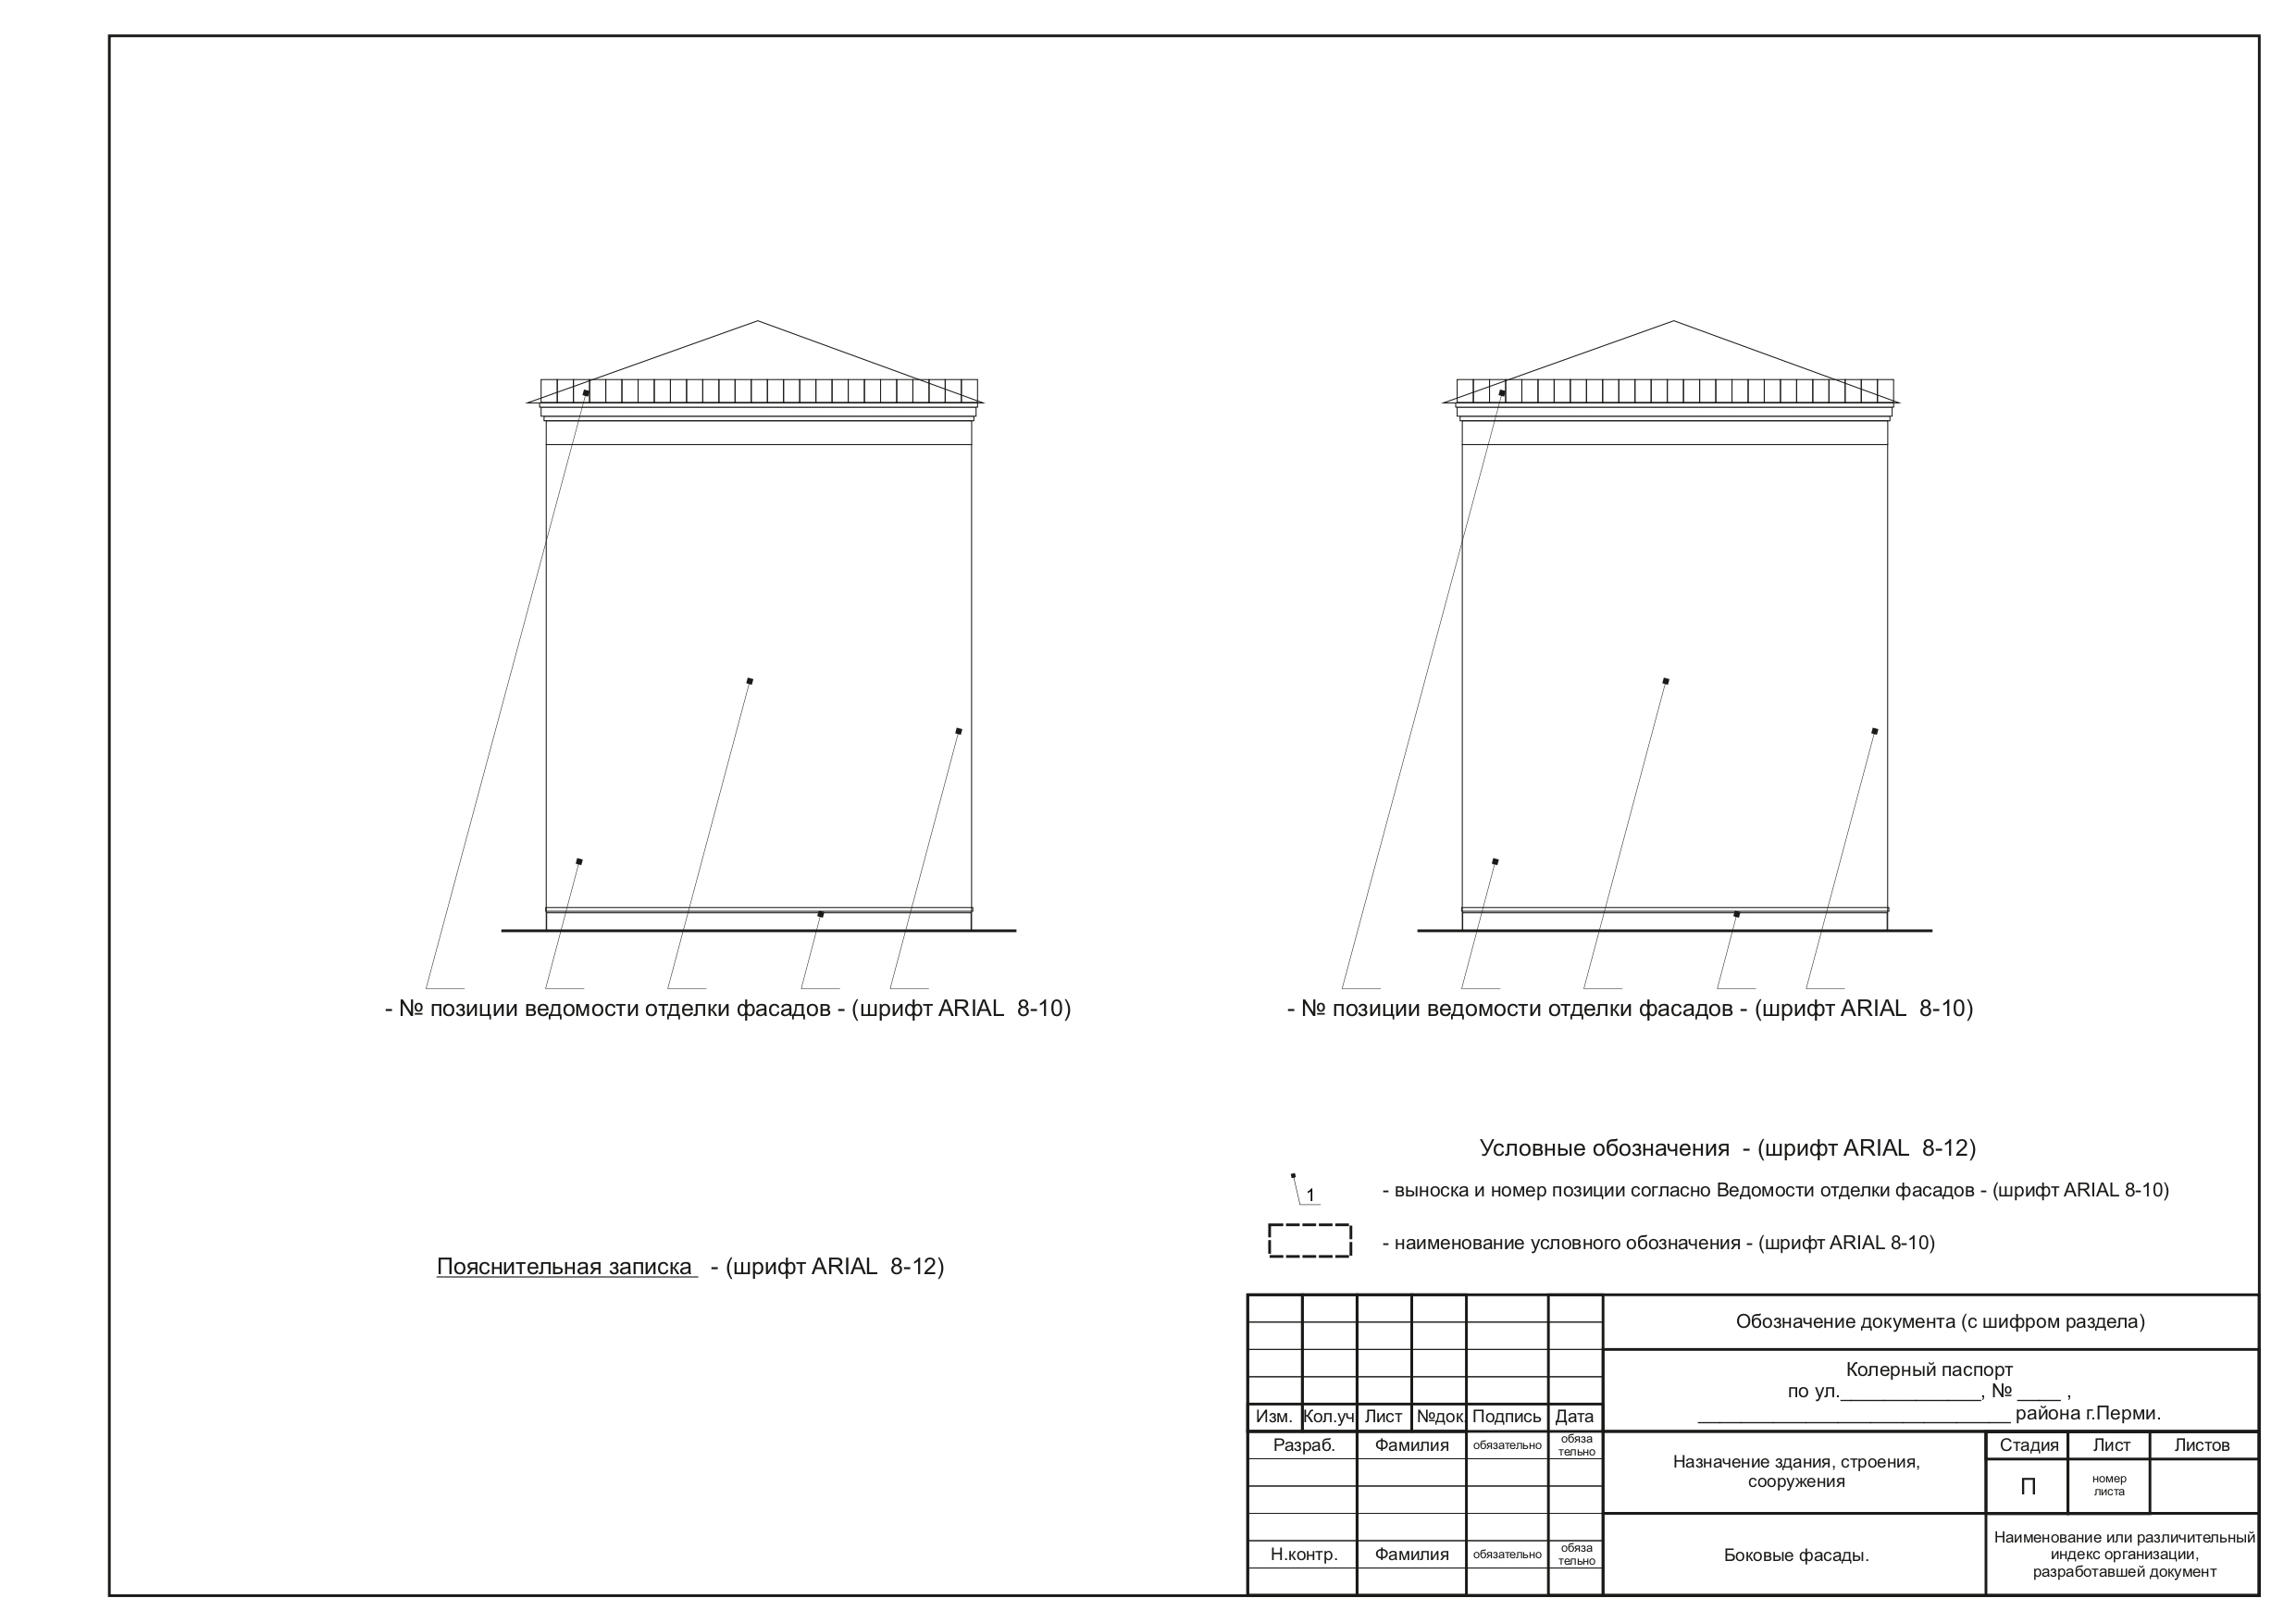 - № позиции ведомости отделки фасадов - (шрифт ARIAL 8-10)
- № позиции ведомости отделки фасадов - (шрифт ARIAL 8-10)
Условные обозначения - (шрифт ARIAL 8-12)
1
- выноска и номер позиции согласно Ведомости отделки фасадов - (шрифт ARIAL 8-10)
- наименование условного обозначения - (шрифт ARIAL 8-10)
Пояснительная записка - (шрифт ARIAL 8-12)
Обозначение документа (с шифром раздела)
Колерный паспорт
по ул._____________, № ____ ,
_____________________________ района г.Перми.
Изм. Кол.уч Лист №док. Подпись Дата
Разраб. Фамилия обязательно обяза
тельно
Назначение здания, строения,
сооружения
Стадия Лист Листов
П номер
листа
Н.контр. Фамилия обязательно обяза
тельно
Боковые фасады.
Наименование или различительный
индекс организации,
разработавшей документ